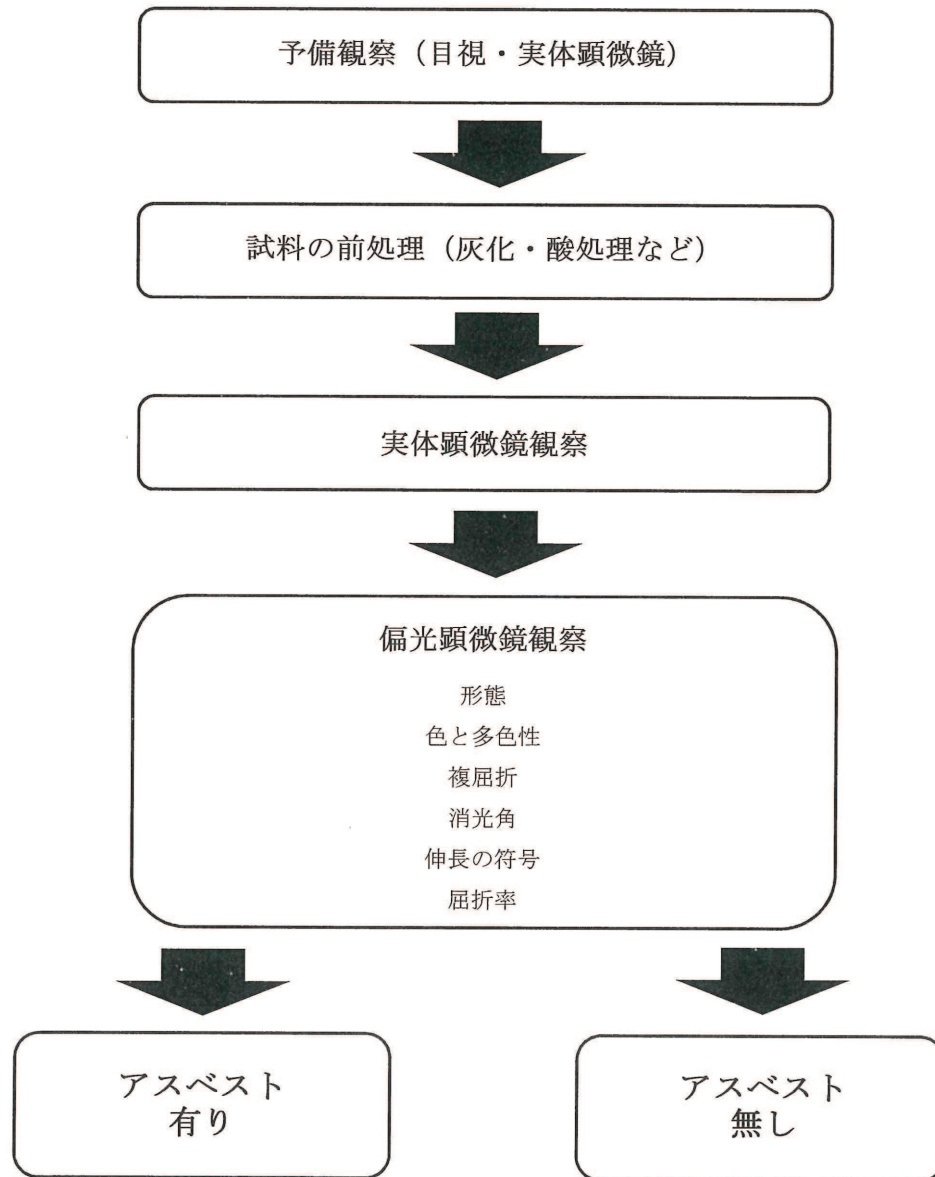 予備観察（目視・実体顕微鏡）
試料の前処理（灰化・酸処理など）
実体顕微鏡観察
偏光顕微鏡観察
形態
色と多色性
複屈折
消光角
伸長の符号
屈折率
アスベスト
有り
アスベスト
無し